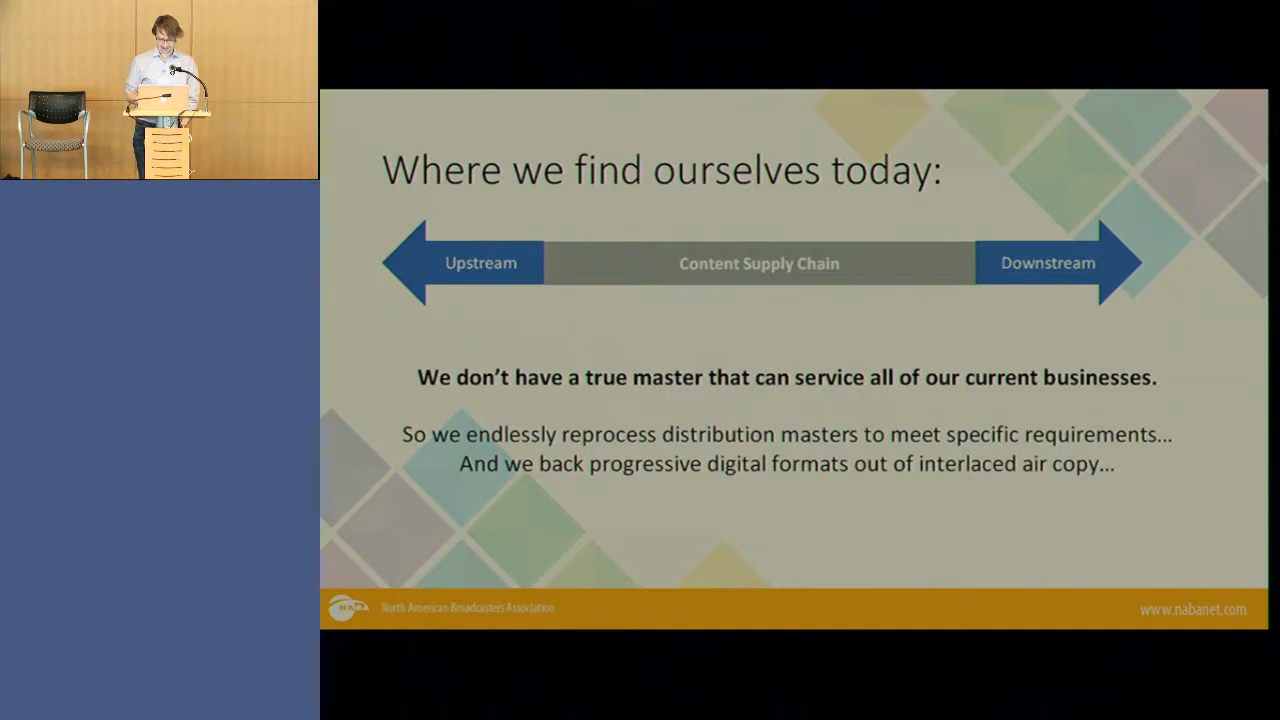 Where we find ourselves today:
Upstream
Content Supply Chain
Downstream
We don't have a true master that can service all of our current businesses.
So we endlessly reprocess distribution masters to meet specific requirements...
And we back progressive digital formats out of interlaced air copy...
NABA
North American Broadcasters Association
www.nabanet.com